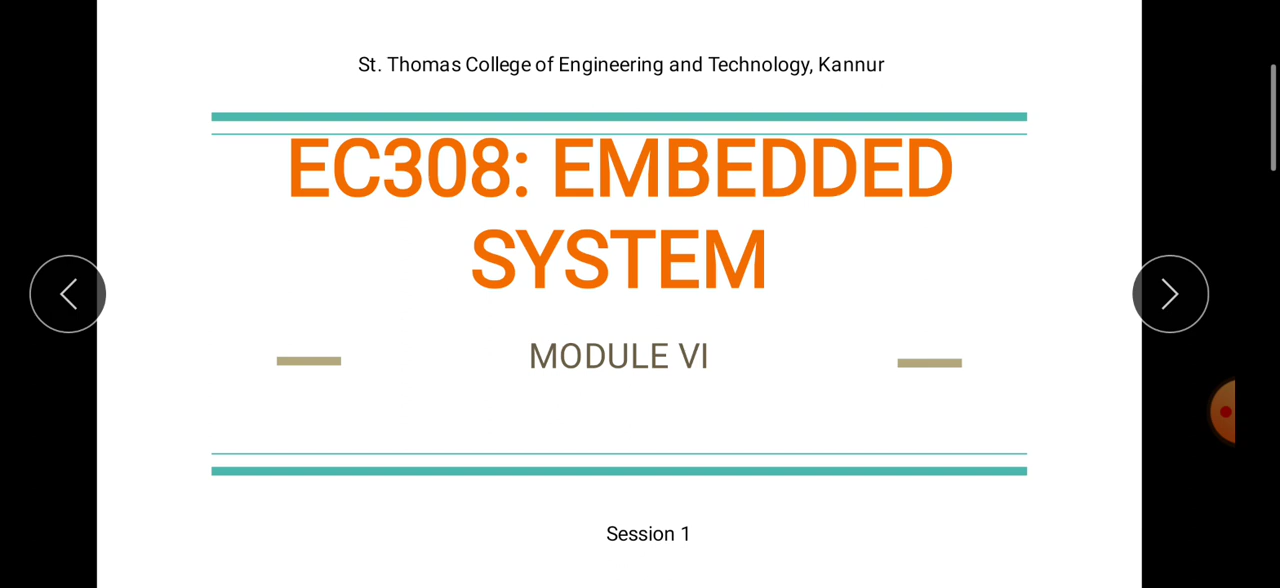 St. Thomas College of Engineering and Technology, Kannur
EC308: EMBEDDED
SYSTEM
MODULE VI
Session 1